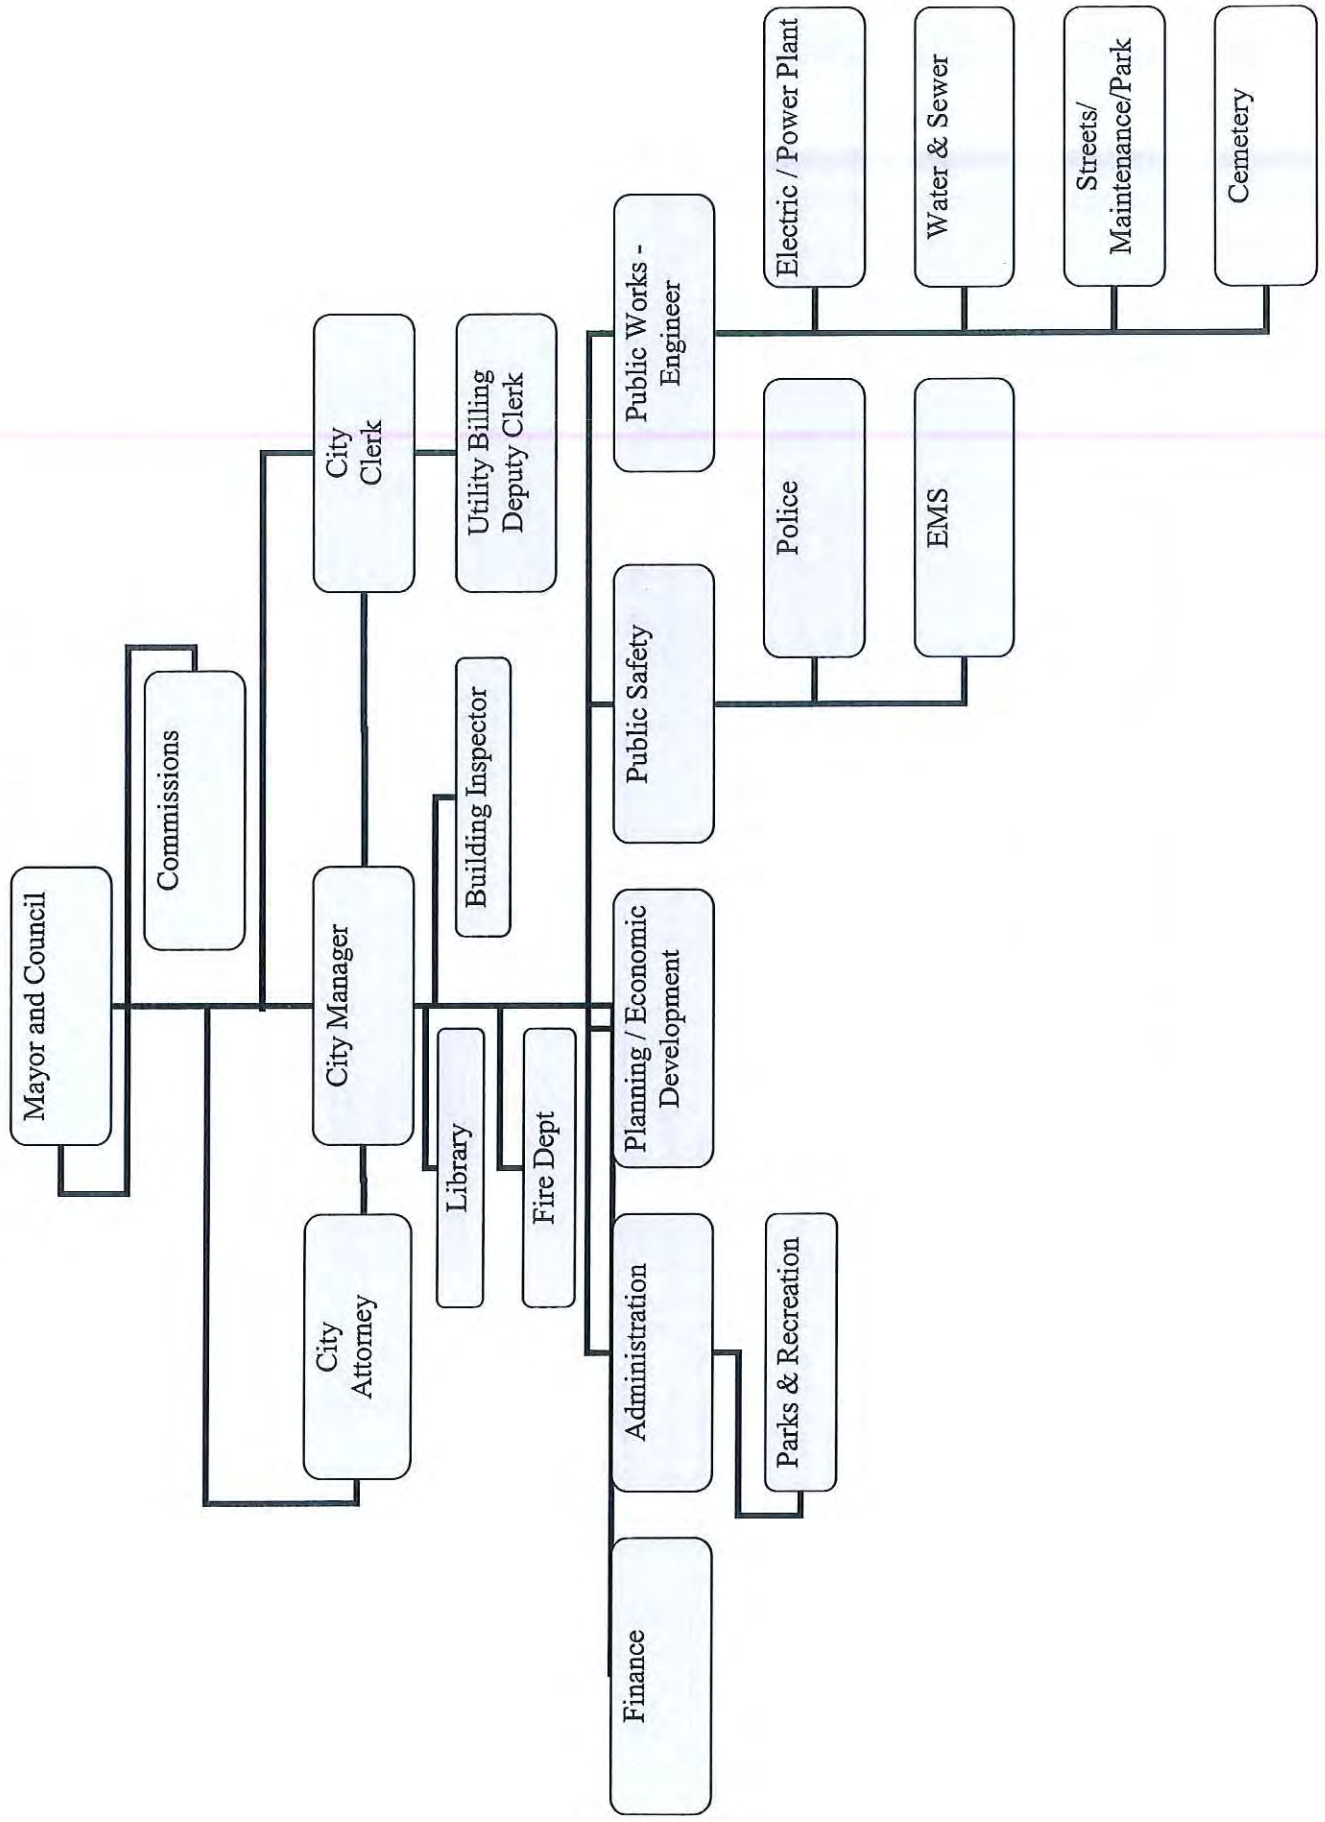 Mayor and Council
Commissions
City
Attorney
City Manager
City
Clerk
Library
Building Inspector
Utility Billing
Deputy Clerk
Fire Dept
Finance
Administration
Planning / Economic
Development
Public Safety
Public Works -
Engineer
Parks & Recreation
Police
EMS
Electric / Power Plant
Water & Sewer
Streets/
Maintenance/Park
Cemetery